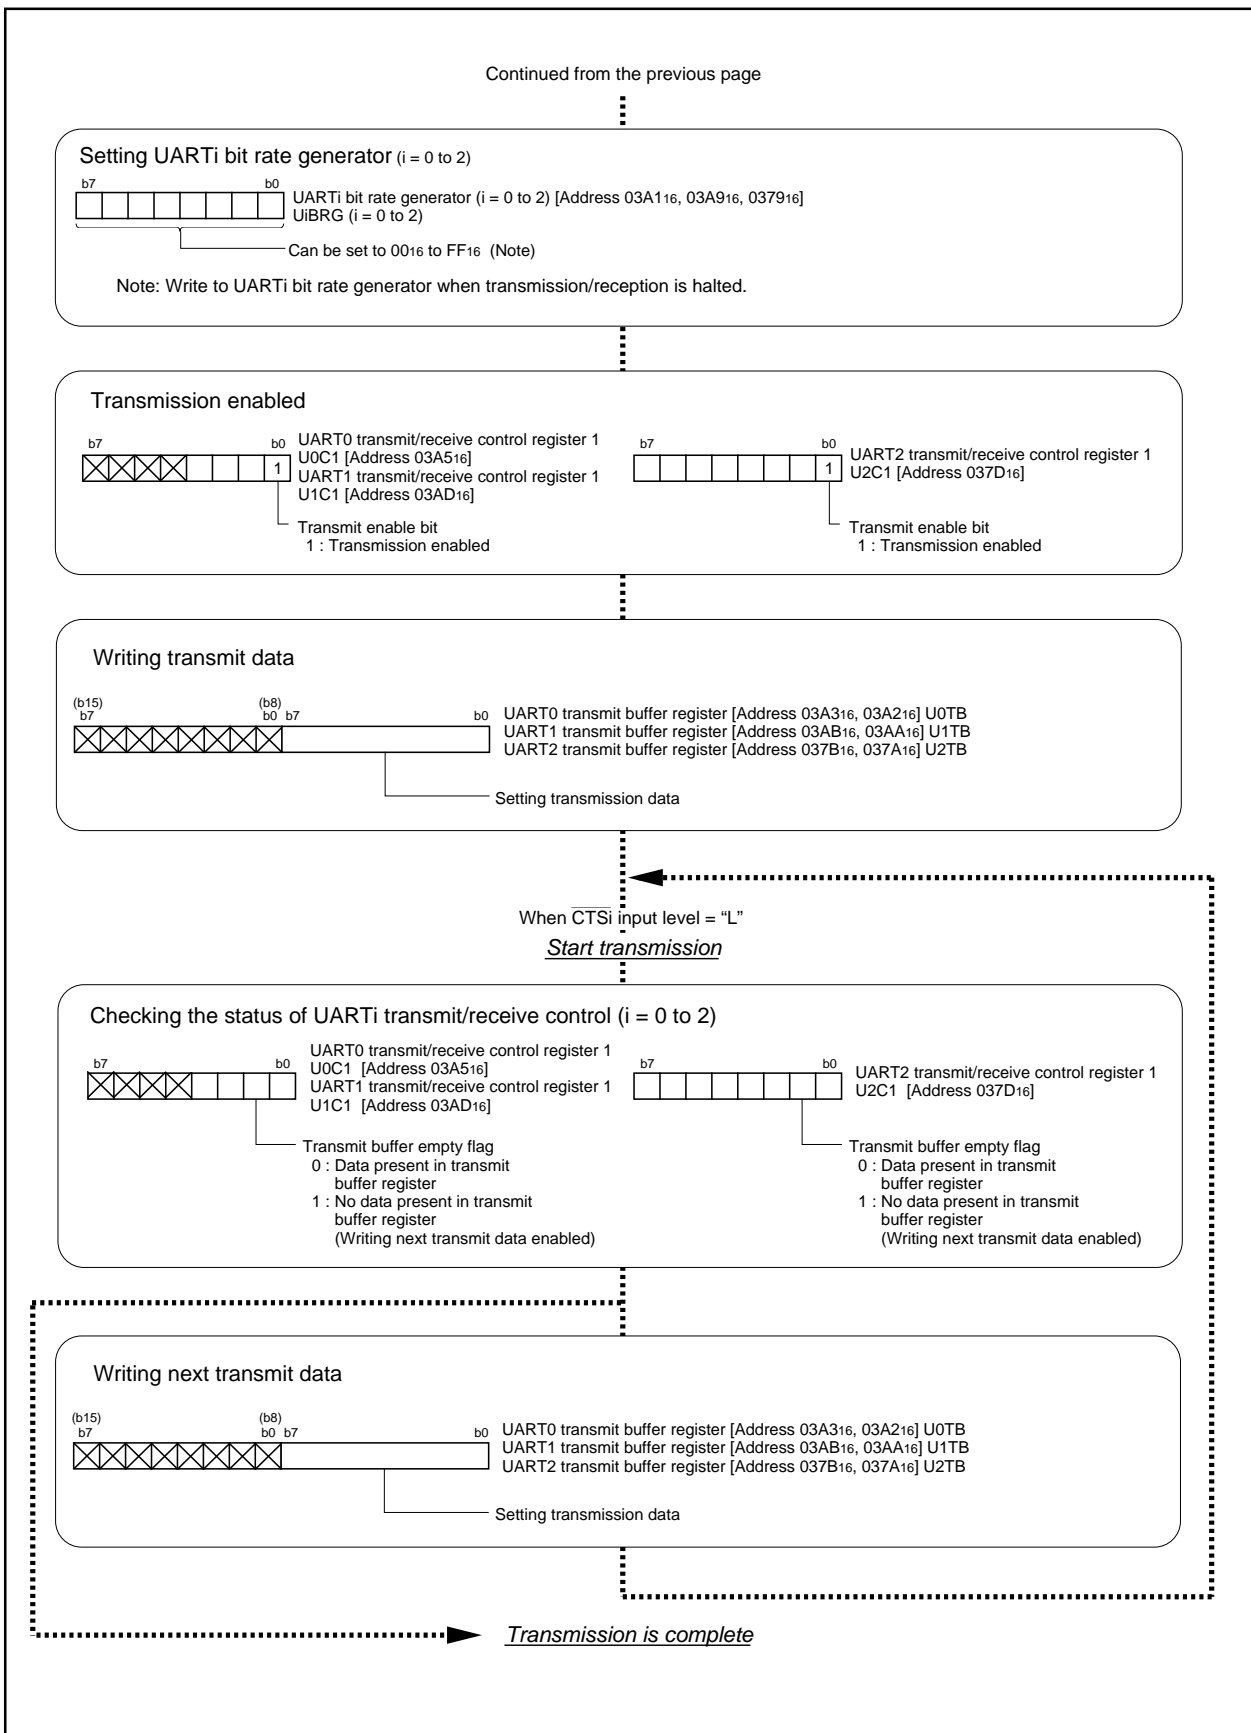 Continued from the previous page
Setting UARTi bit rate generator (i = 0 to 2)
b7 b0
UARTi bit rate generator (i = 0 to 2) [Address 03A1₁₆, 03A9₁₆, 0379₁₆]
UiBRG (i = 0 to 2)
Can be set to 00₁₆ to FF₁₆ (Note)
Note: Write to UARTi bit rate generator when transmission/reception is halted.
Transmission enabled
b7 b0
1
UART0 transmit/receive control register 1
U0C1 [Address 03A5₁₆]
UART1 transmit/receive control register 1
U1C1 [Address 03AD₁₆]
Transmit enable bit
1 : Transmission enabled
b7 b0
1
UART2 transmit/receive control register 1
U2C1 [Address 037D₁₆]
Transmit enable bit
1 : Transmission enabled
Writing transmit data
(b15) (b8)
b7 b0 b7 b0
UART0 transmit buffer register [Address 03A3₁₆, 03A2₁₆] U0TB
UART1 transmit buffer register [Address 03AB₁₆, 03AA₁₆] U1TB
UART2 transmit buffer register [Address 037B₁₆, 037A₁₆] U2TB
Setting transmission data
When C̅T̅S̅i input level = “L”
Start transmission
Checking the status of UARTi transmit/receive control (i = 0 to 2)
b7 b0
UART0 transmit/receive control register 1
U0C1 [Address 03A5₁₆]
UART1 transmit/receive control register 1
U1C1 [Address 03AD₁₆]
Transmit buffer empty flag
0 : Data present in transmit
buffer register
1 : No data present in transmit
buffer register
(Writing next transmit data enabled)
b7 b0
UART2 transmit/receive control register 1
U2C1 [Address 037D₁₆]
Transmit buffer empty flag
0 : Data present in transmit
buffer register
1 : No data present in transmit
buffer register
(Writing next transmit data enabled)
Writing next transmit data
(b15) (b8)
b7 b0 b7 b0
UART0 transmit buffer register [Address 03A3₁₆, 03A2₁₆] U0TB
UART1 transmit buffer register [Address 03AB₁₆, 03AA₁₆] U1TB
UART2 transmit buffer register [Address 037B₁₆, 037A₁₆] U2TB
Setting transmission data
Transmission is complete